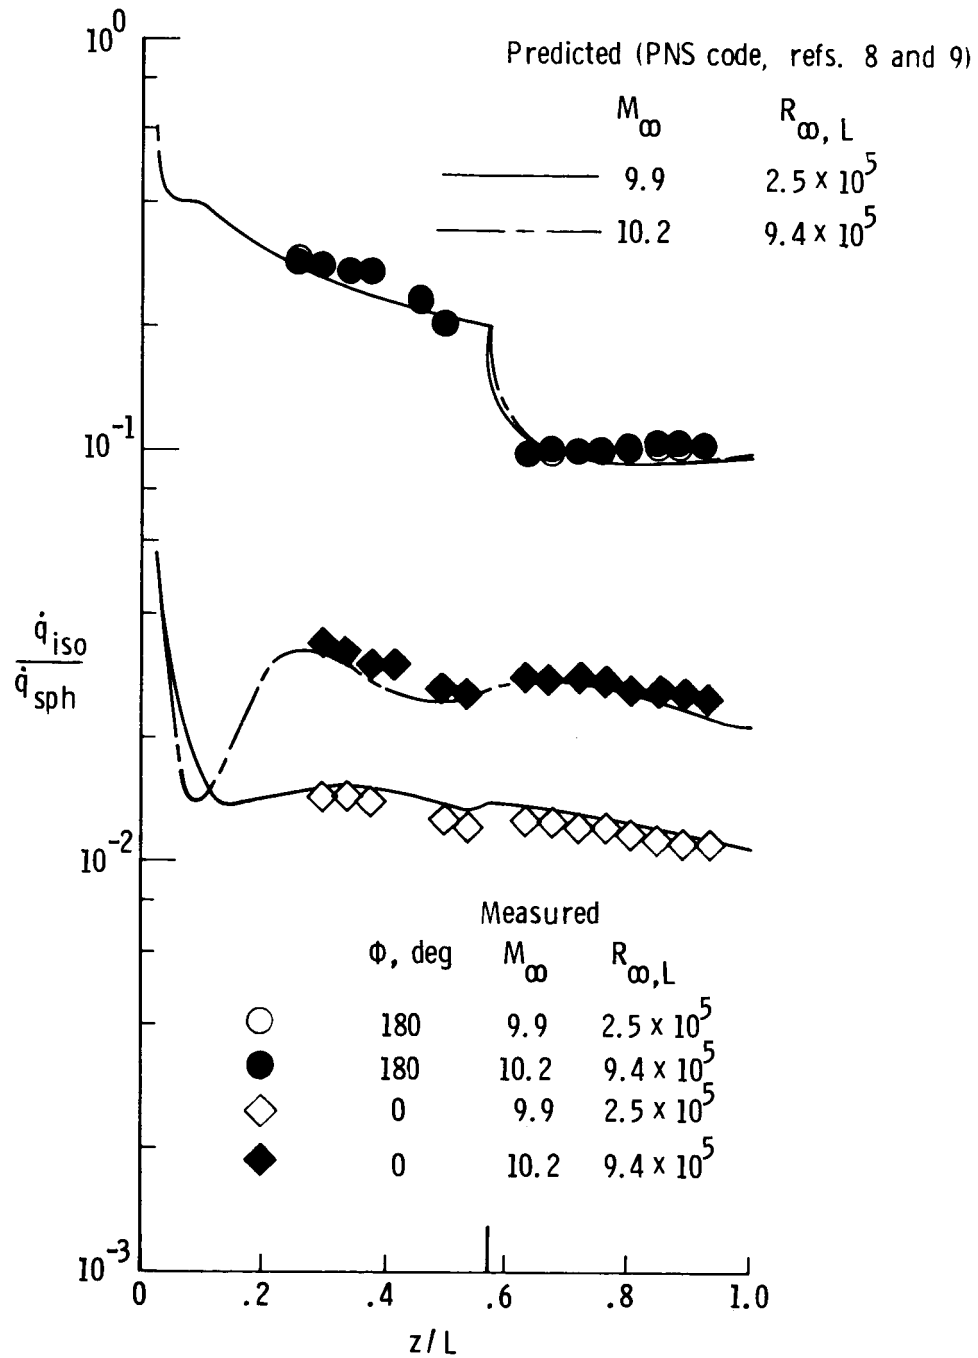 10^0
Predicted (PNS code, refs. 8 and 9)
M∞ R∞, L
9.9 2.5 × 10^5
10.2 9.4 × 10^5
10^-1
q̇iso
q̇sph
10^-2
Measured
Φ, deg M∞ R∞,L
180 9.9 2.5 × 10^5
180 10.2 9.4 × 10^5
0 9.9 2.5 × 10^5
0 10.2 9.4 × 10^5
10^-3
0 .2 .4 .6 .8 1.0
z/L